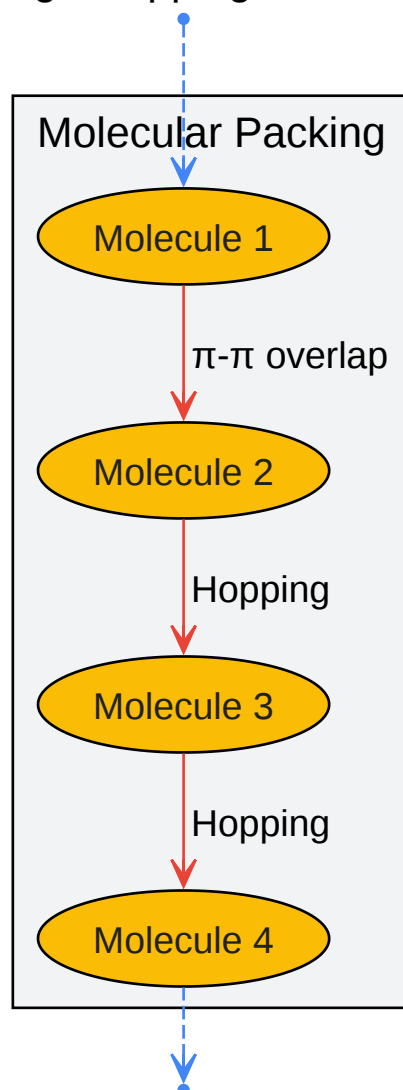 Molecular Packing
Molecule 1
π-π overlap
Molecule 2
Hopping
Molecule 3
Hopping
Molecule 4